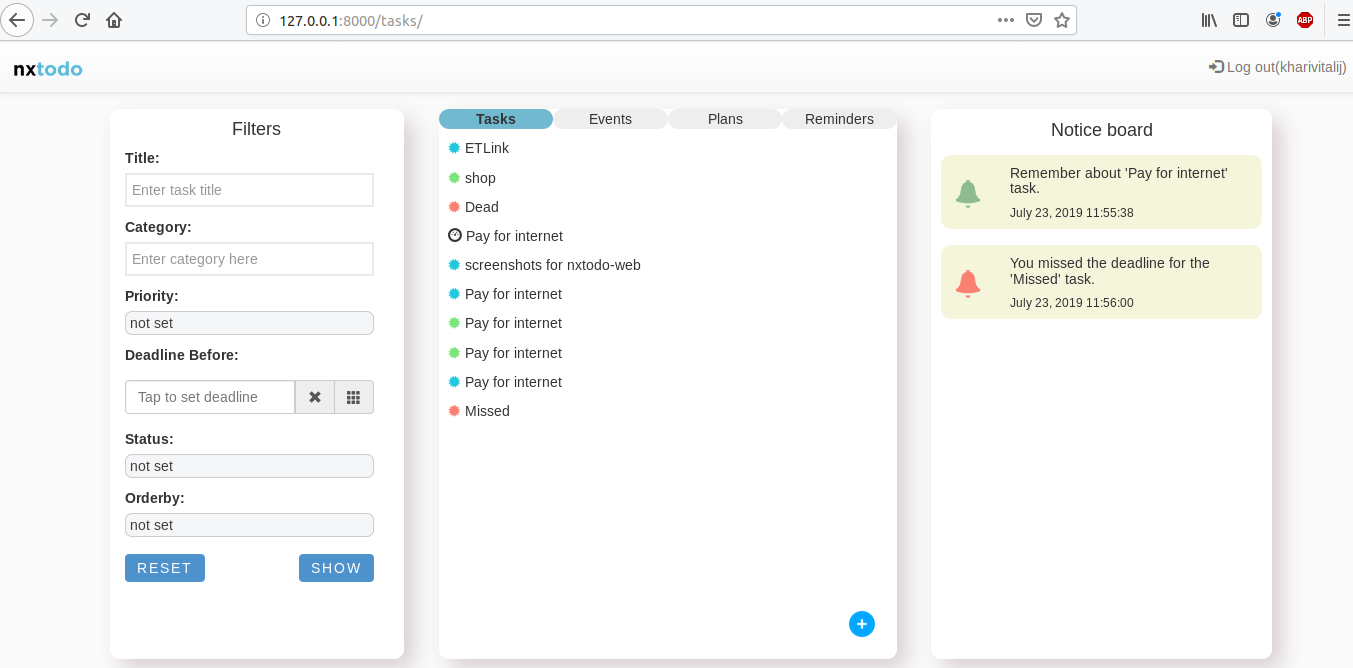 127.0.0.1:8000/tasks/
ABP
nxtodo
Log out(kharivitalij)
Filters
Title:
Enter task title
Category:
Enter category here
Priority:
not set
Deadline Before:
Tap to set deadline
Status:
not set
Orderby:
not set
RESET
SHOW
Tasks
Events
Plans
Reminders
ETLink
shop
Dead
Pay for internet
screenshots for nxtodo-web
Pay for internet
Pay for internet
Pay for internet
Pay for internet
Missed
Notice board
Remember about 'Pay for internet'
task.
July 23, 2019 11:55:38
You missed the deadline for the
'Missed' task.
July 23, 2019 11:56:00